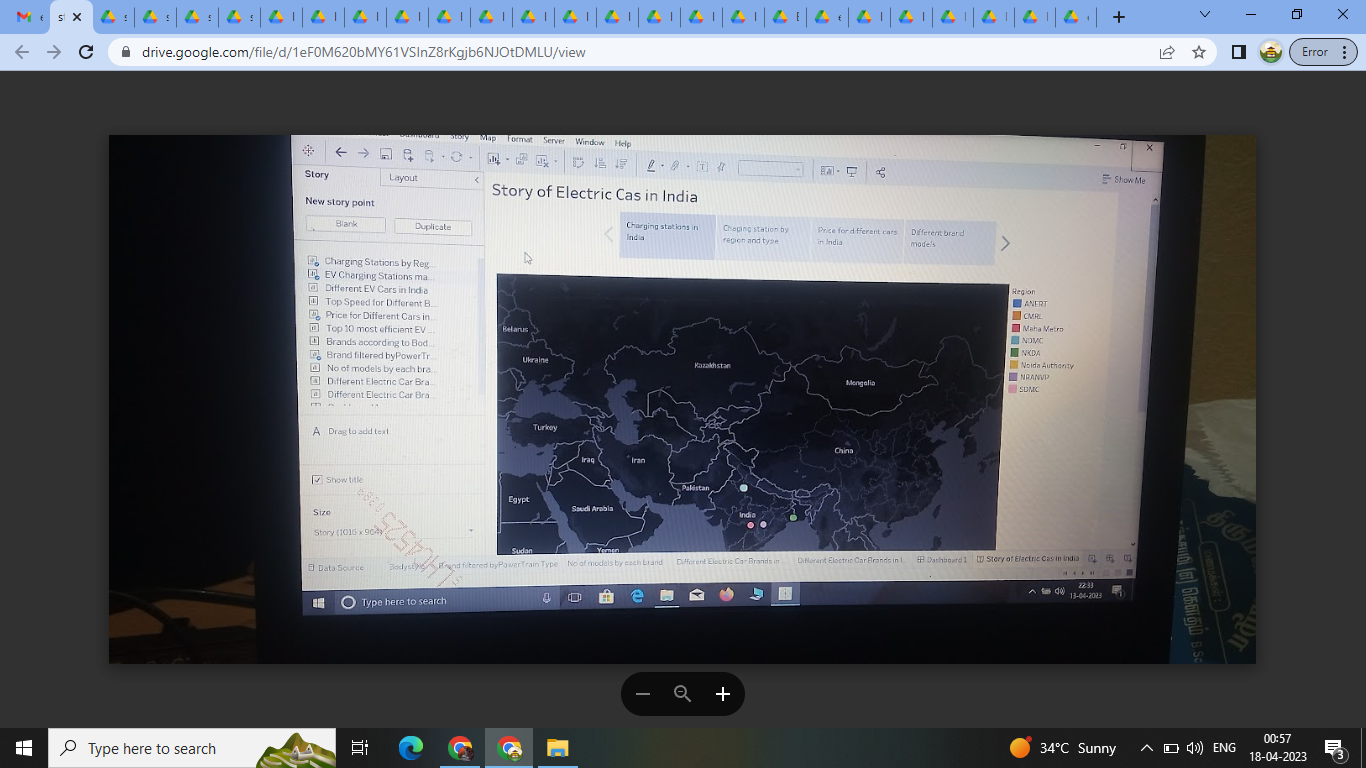 drive.google.com/file/d/1eF0M620bMY61VSInZ8rKgjb6NJOtDMLU/view
Error
Story Map Format Server Window Help
Story Layout
Show Me
New story point
Blank Duplicate
Story of Electric Cas in India
Charging stations in India
Chaging station by region and type
Price for different cars in India
Different brand models
Charging Stations by Reg...
EV Charging Stations ma...
Different EV Cars in India
Top Speed for Different B...
Price for Different Cars in...
Top 10 most efficient EV ...
Brands according to Bod...
Brand filtered byPowerTr...
No of models by each bra...
Different Electric Car Bra...
Different Electric Car Bra...
A Drag to add text
Show title
Size
Story (1016 x 964)
Belarus
Ukraine
Kazakhstan
Mongolia
Turkey
China
Iraq
Iran
Pakistan
Egypt
Saudi Arabia
India
Sudan
Yemen
Region
ANERT
CMRL
Maha Metro
NDMC
NKDA
Noida Authority
NRANVP
SDMC
Data Source
Brand filtered byPowerTrain Type
No of models by each brand
Different Electric Car Brands in ...
Different Electric Car Brands in I...
Dashboard 1
Story of Electric Cas in India
Type here to search
22:33
13-04-2023
Type here to search
34°C Sunny
ENG
00:57
18-04-2023
3